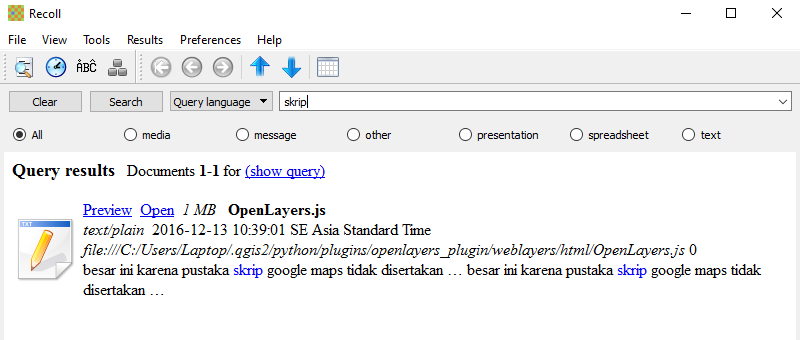 Recoll
File View Tools Results Preferences Help
ÂBĈ
Clear Search Query language skrip
All media message other presentation spreadsheet text
Query results Documents 1-1 for (show query)
Preview Open 1 MB OpenLayers.js
TXT
text/plain 2016-12-13 10:39:01 SE Asia Standard Time
file:///C:/Users/Laptop/.qgis2/python/plugins/openlayers_plugin/weblayers/html/OpenLayers.js 0
besar ini karena pustaka skrip google maps tidak disertakan … besar ini karena pustaka skrip google maps tidak
disertakan …